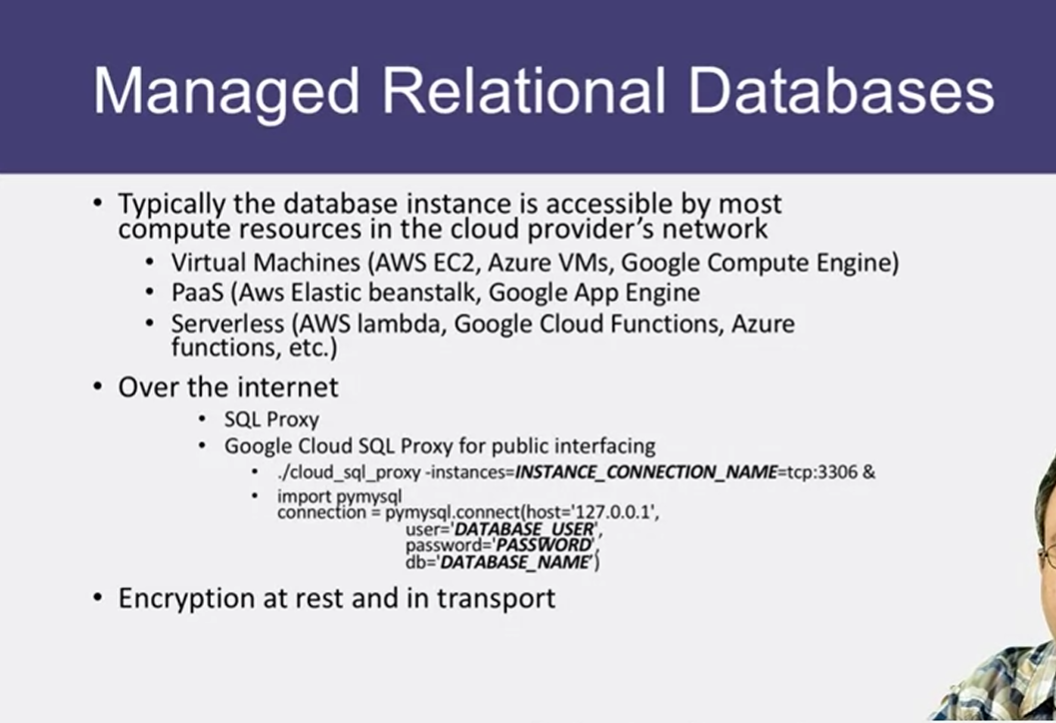 Managed Relational Databases
• Typically the database instance is accessible by most
compute resources in the cloud provider's network
• Virtual Machines (AWS EC2, Azure VMs, Google Compute Engine)
• PaaS (Aws Elastic beanstalk, Google App Engine
• Serverless (AWS lambda, Google Cloud Functions, Azure
functions, etc.)
• Over the internet
• SQL Proxy
• Google Cloud SQL Proxy for public interfacing
• ./cloud_sql_proxy -instances=INSTANCE_CONNECTION_NAME=tcp:3306 &
• import pymysql
connection = pymysql.connect(host='127.0.0.1',
user='DATABASE_USER',
password='PASSWORD',
db='DATABASE_NAME')
• Encryption at rest and in transport